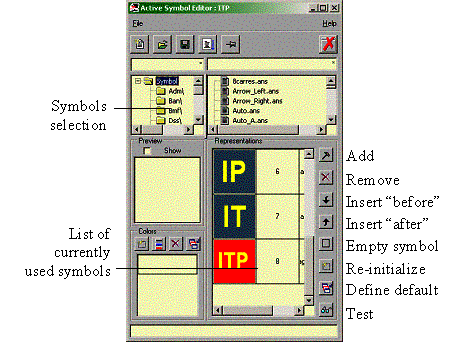 Active Symbol Editor : ITP
File Help
Symbol
Adm\
Ban\
Bmf\
Dss\
8carres.ans
Arrow_Left.ans
Arrow_Right.ans
Auto.ans
Auto_A.ans
Symbols
selection
Preview
Show
Representations
IP 6
IT 7
ITP 8
Colors
List of
currently
used symbols
Add
Remove
Insert “before”
Insert “after”
Empty symbol
Re-initialize
Define default
Test